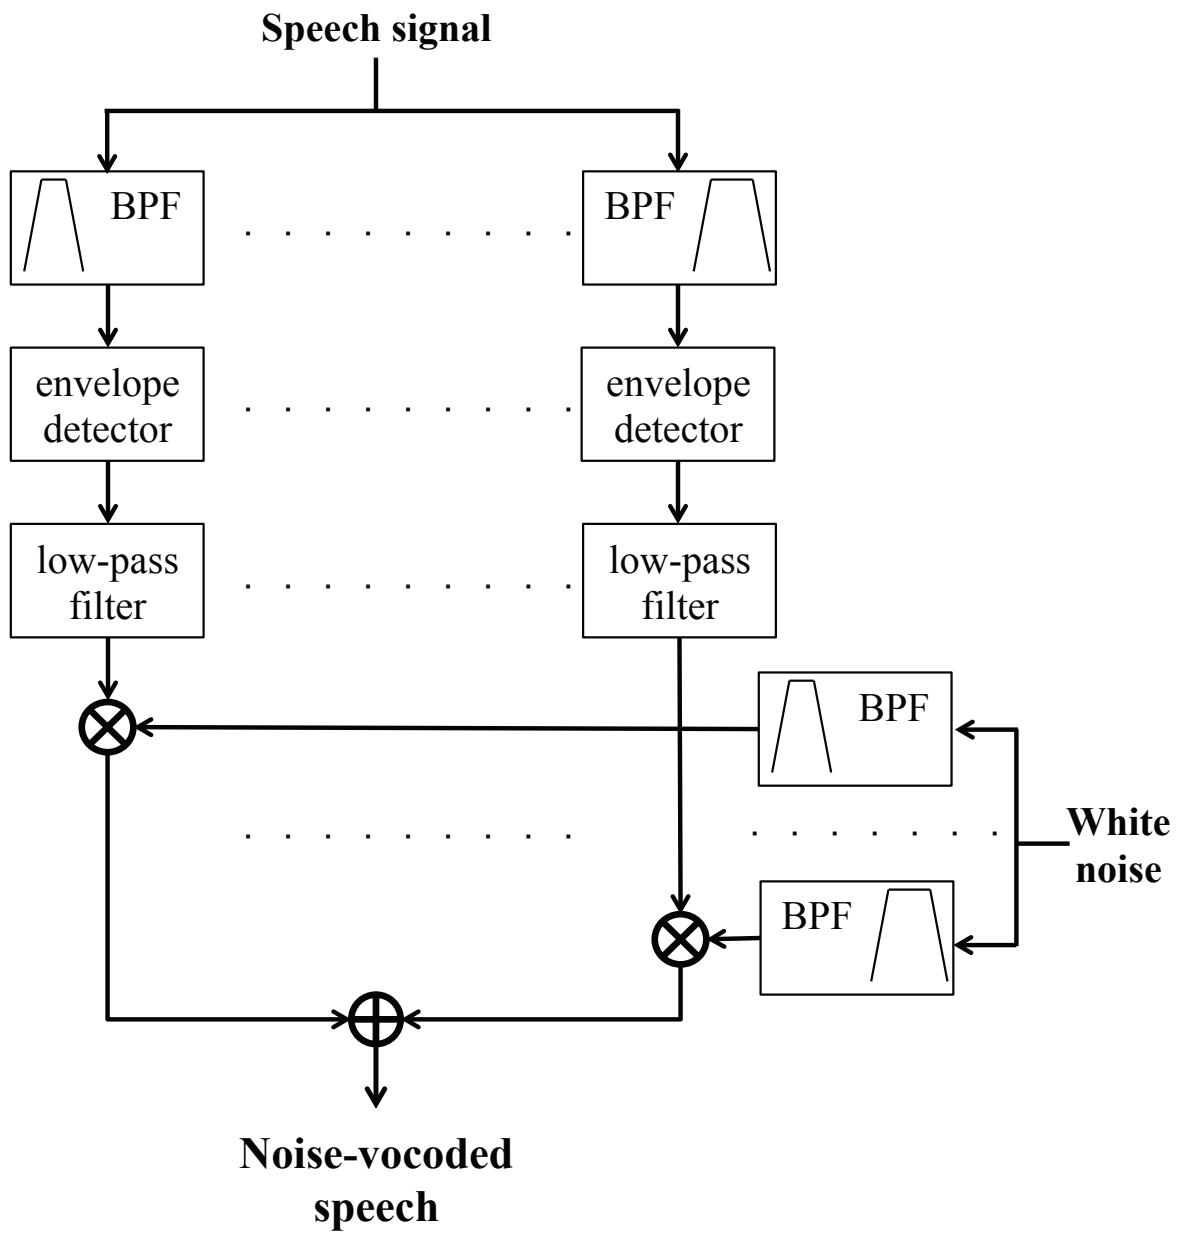 Speech signal
BPF
BPF
envelope
detector
envelope
detector
low-pass
filter
low-pass
filter
BPF
White
noise
BPF
Noise-vocoded
speech